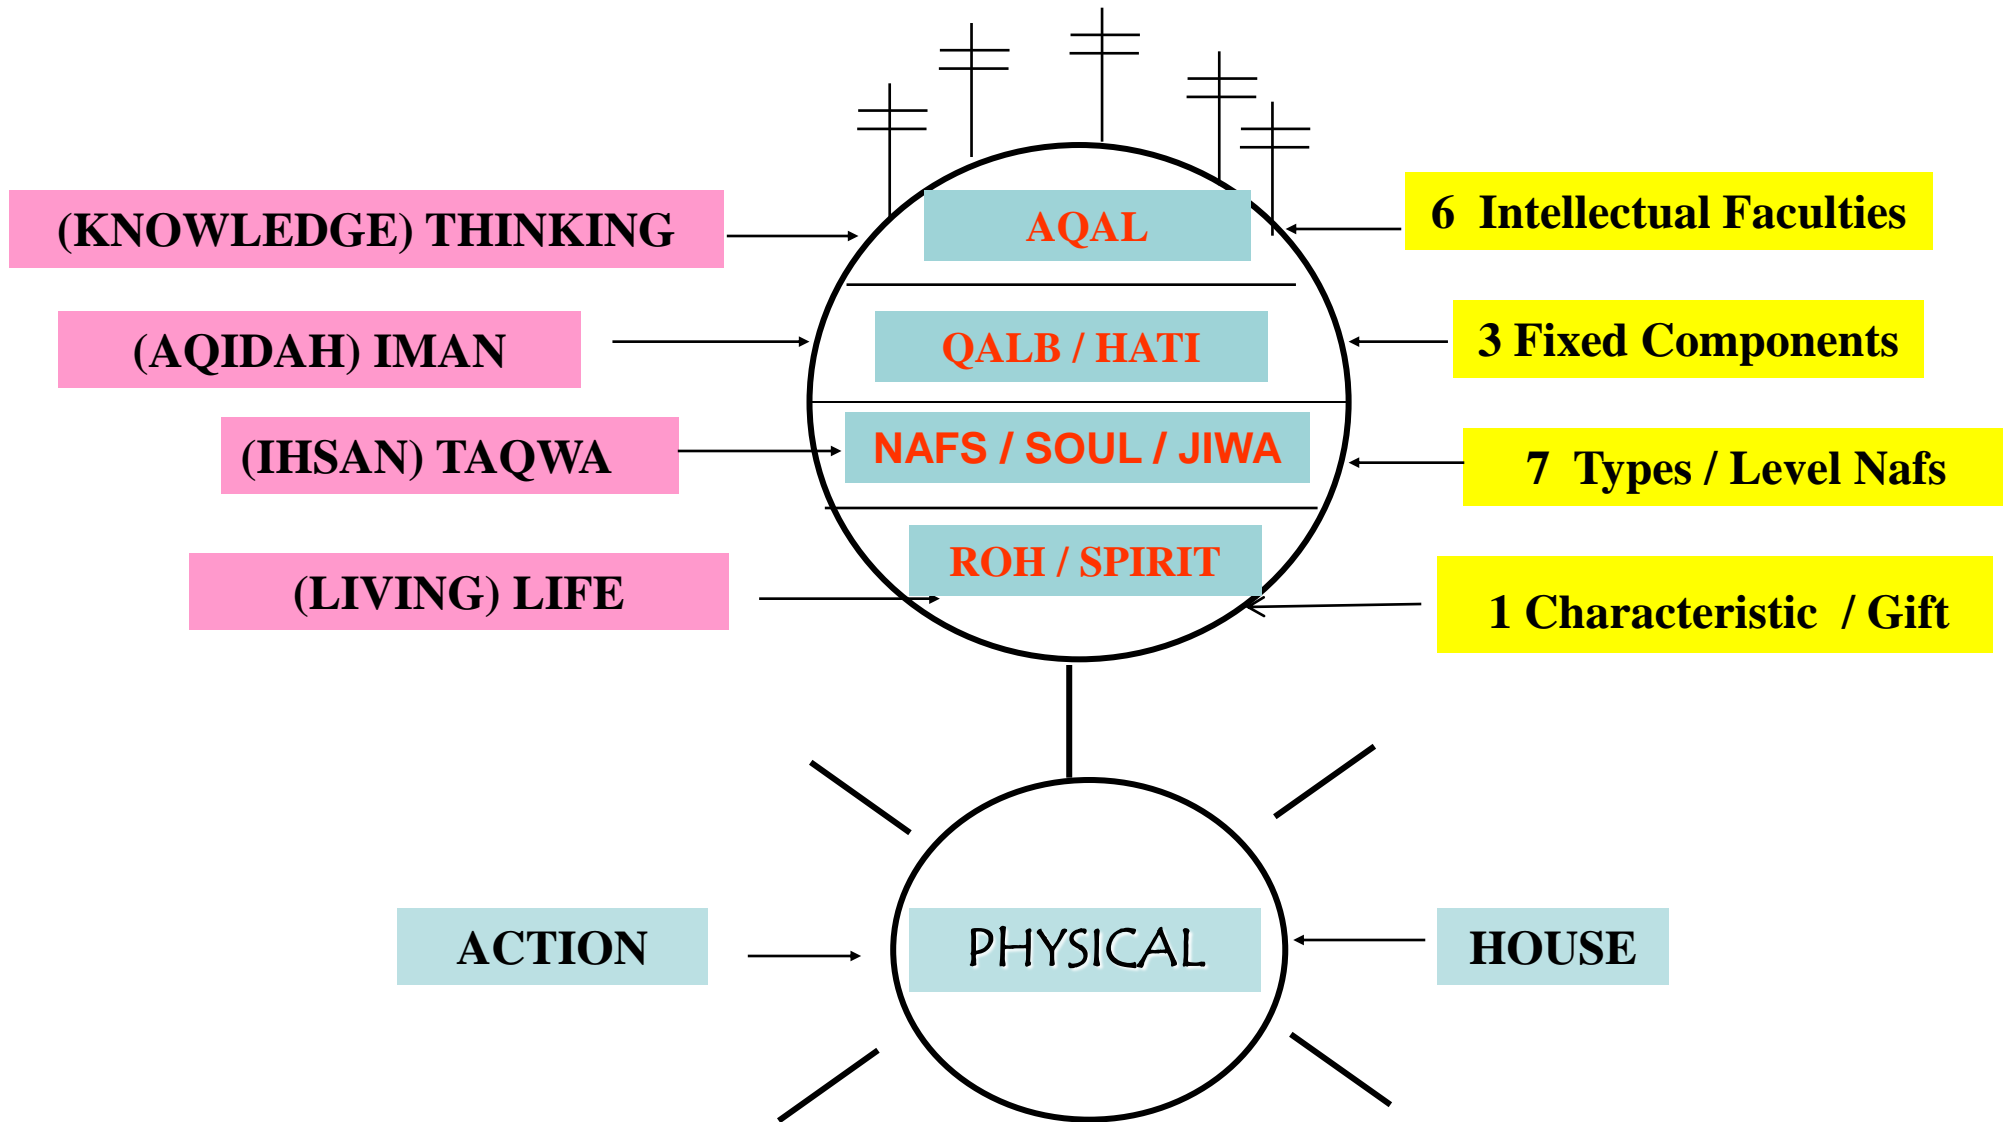 (KNOWLEDGE) THINKING
AQAL
6 Intellectual Faculties
(AQIDAH) IMAN
QALB / HATI
3 Fixed Components
(IHSAN) TAQWA
NAFS / SOUL / JIWA
7 Types / Level Nafs
(LIVING) LIFE
ROH / SPIRIT
1 Characteristic / Gift
ACTION
PHYSICAL
HOUSE